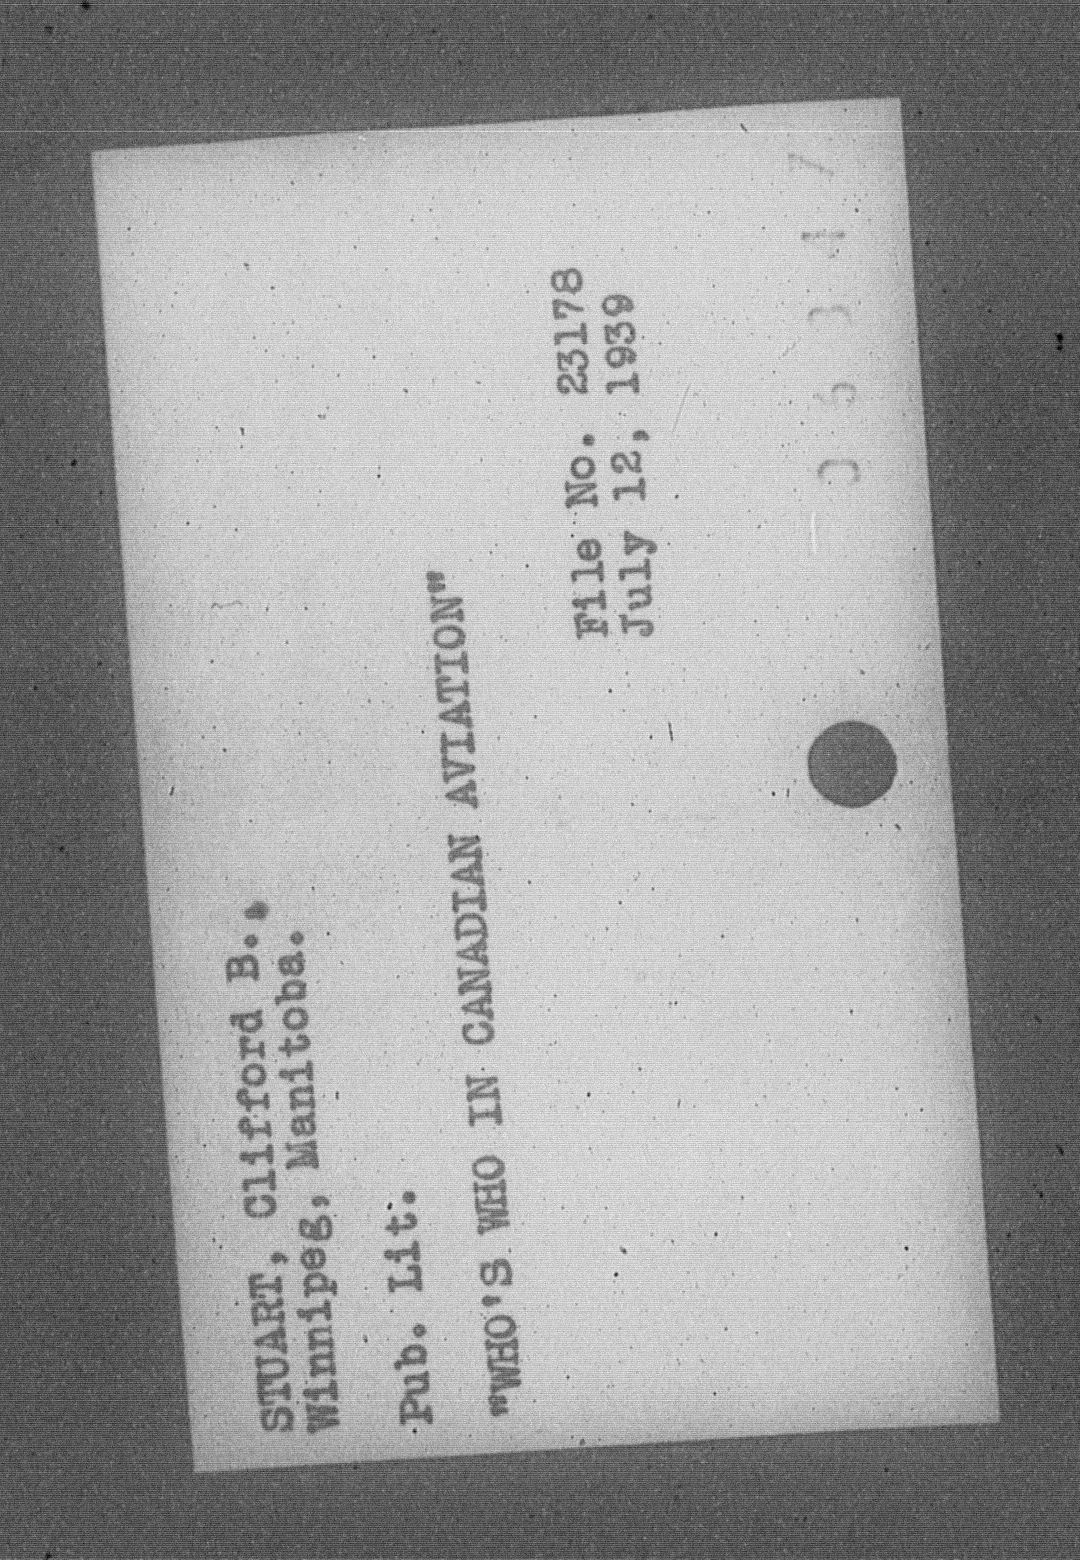 STUART, Clifford B.,
Winnipeg, Manitoba.
Pub. Lit.
"WHO'S WHO IN CANADIAN AVIATION"
File No. 23178
July 12, 1939